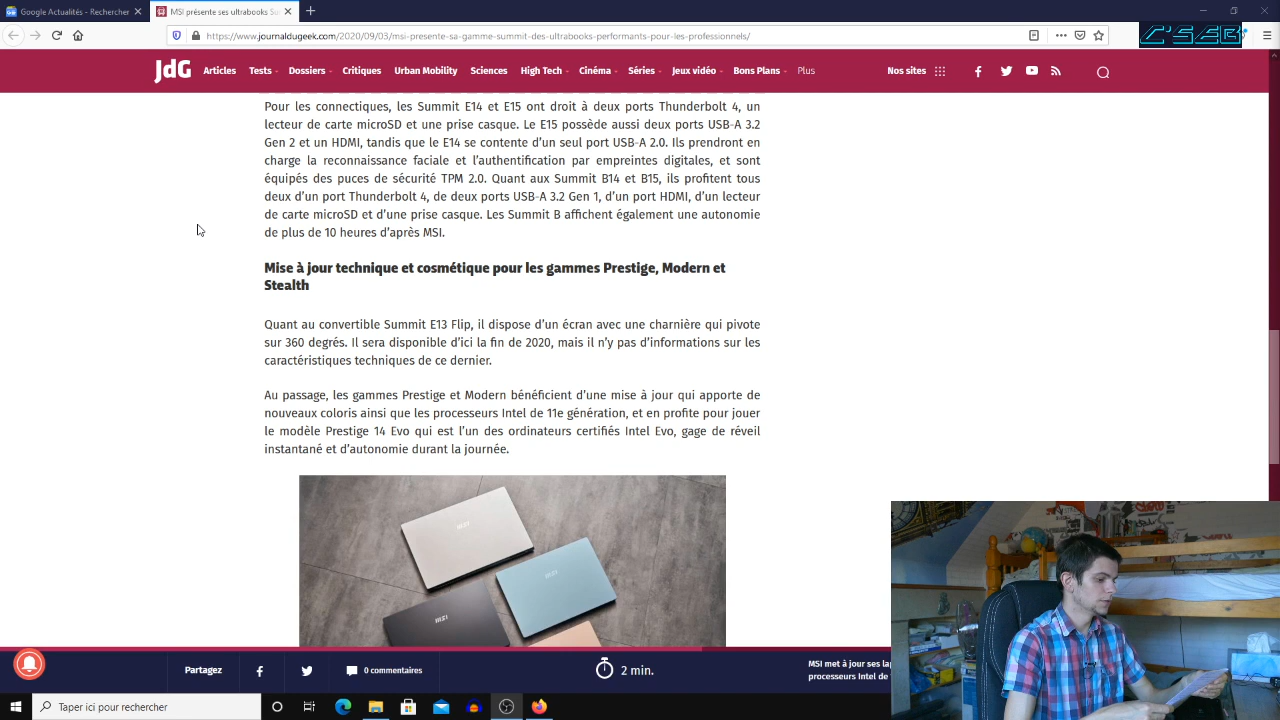 Google Actualités - Rechercher
MSI présente ses ultrabooks Su
https://www.journaldugeek.com/2020/09/03/msi-presente-sa-gamme-summit-des-ultrabooks-performants-pour-les-professionnels/
C'SEB
JdG Articles Tests Dossiers Critiques Urban Mobility Sciences High Tech Cinéma Séries Jeux vidéo Bons Plans Plus Nos sites
Pour les connectiques, les Summit E14 et E15 ont droit à deux ports Thunderbolt 4, un
lecteur de carte microSD et une prise casque. Le E15 possède aussi deux ports USB-A 3.2
Gen 2 et un HDMI, tandis que le E14 se contente d'un seul port USB-A 2.0. Ils prendront en
charge la reconnaissance faciale et l'authentification par empreintes digitales, et sont
équipés des puces de sécurité TPM 2.0. Quant aux Summit B14 et B15, ils profitent tous
deux d'un port Thunderbolt 4, de deux ports USB-A 3.2 Gen 1, d'un port HDMI, d'un lecteur
de carte microSD et d'une prise casque. Les Summit B affichent également une autonomie
de plus de 10 heures d'après MSI.
Mise à jour technique et cosmétique pour les gammes Prestige, Modern et
Stealth
Quant au convertible Summit E13 Flip, il dispose d'un écran avec une charnière qui pivote
sur 360 degrés. Il sera disponible d'ici la fin de 2020, mais il n'y pas d'informations sur les
caractéristiques techniques de ce dernier.
Au passage, les gammes Prestige et Modern bénéficient d'une mise à jour qui apporte de
nouveaux coloris ainsi que les processeurs Intel de 11e génération, et en profite pour jouer
le modèle Prestige 14 Evo qui est l'un des ordinateurs certifiés Intel Evo, gage de réveil
instantané et d'autonomie durant la journée.
msi
msi
msi
Partagez
0 commentaires
2 min.
MSI met à jour ses lap
processeurs Intel de
Taper ici pour rechercher